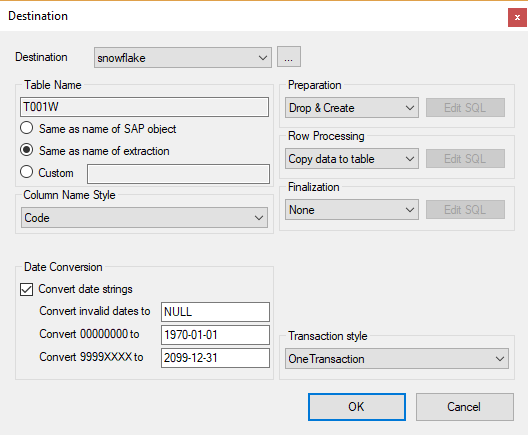 Destination
x
Destination
snowflake
...
Table Name
T001W
Same as name of SAP object
Same as name of extraction
Custom
Column Name Style
Code
Preparation
Drop & Create
Edit SQL
Row Processing
Copy data to table
Finalization
None
Edit SQL
Date Conversion
Convert date strings
Convert invalid dates to
NULL
Convert 00000000 to
1970-01-01
Convert 9999XXXX to
2099-12-31
Transaction style
OneTransaction
OK
Cancel